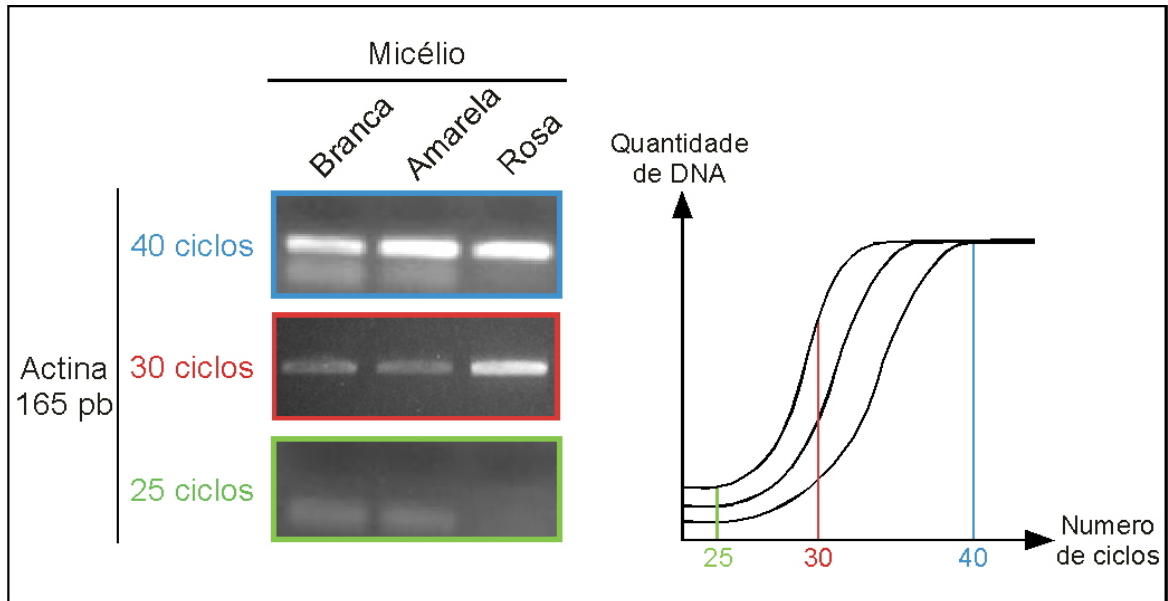 Micélio
Branca
Amarela
Rosa
Actina
165 pb
40 ciclos
30 ciclos
25 ciclos
Quantidade
de DNA
25
30
40
Numero
de ciclos